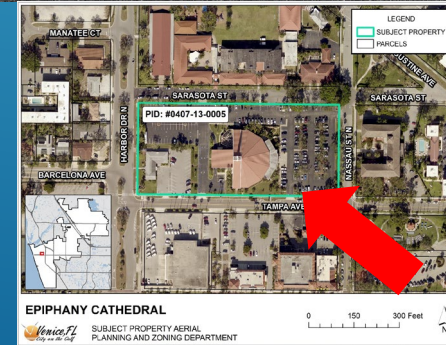 LEGEND
SUBJECT PROPERTY
PARCELS
MANATEE CT
SARASOTA ST
SARASOTA ST
PID: #0407-13-0005
HARBOR DR N
NASSAU ST N
BARCELONA AVE
TAMPA AVE
EPIPHANY CATHEDRAL
Venice, FL
City on the Gulf
SUBJECT PROPERTY AERIAL
PLANNING AND ZONING DEPARTMENT
0 150 300 Feet
N